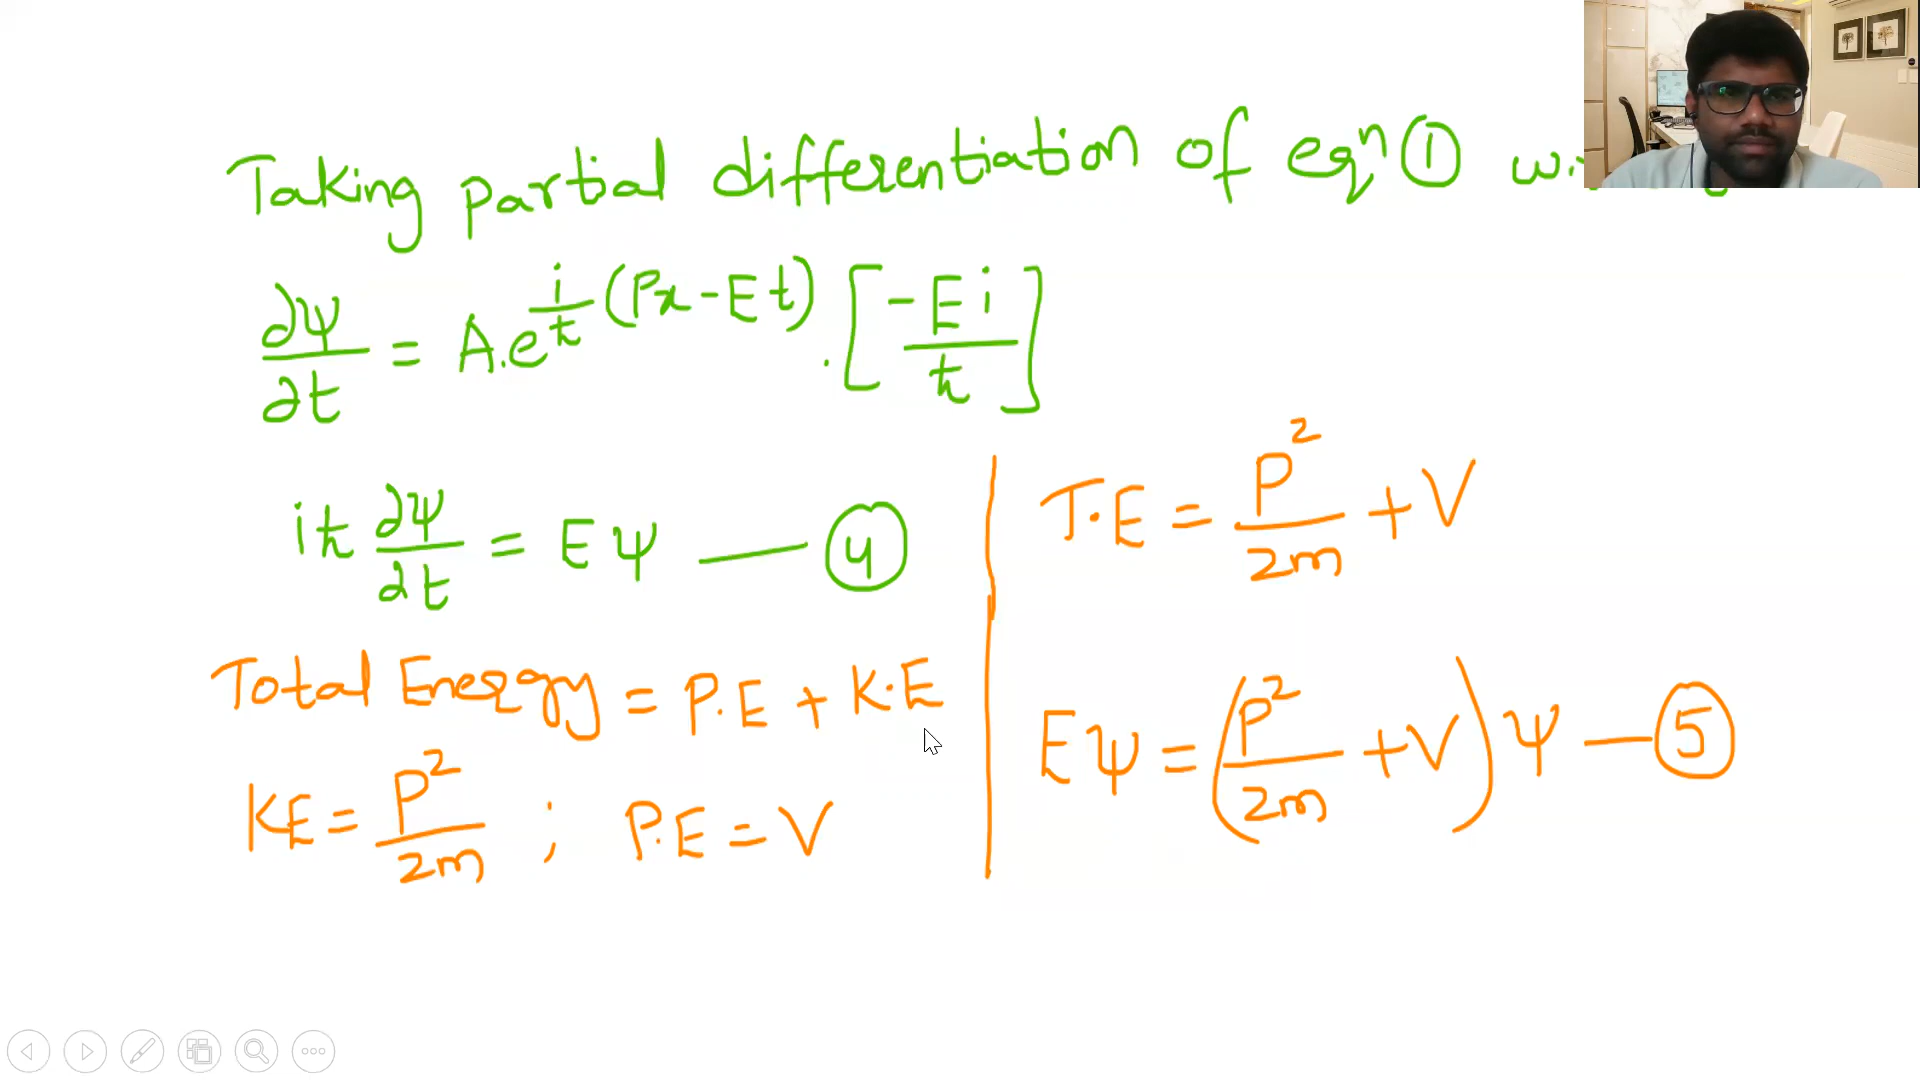 Taking partial differentiation of eqⁿ ①
∂ψ/∂t = A.e^(i/ħ (Px - Et)) . [-Ei/ħ]
iħ ∂ψ/∂t = Eψ — ④
Total Energy = P.E + K.E
KE = P²/2m ; P.E = V
T.E = P²/2m + V
Eψ = (P²/2m + V) ψ — ⑤